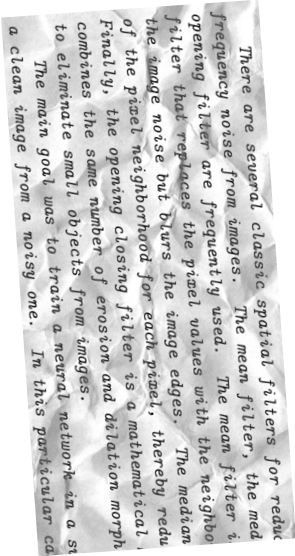 There are several classic spatial filters for reduc
frequency noise from images. The mean filter, the med
opening filter are frequently used. The mean filter i
filter that replaces the pixel values with the neighbo
the image noise but blurs the image edges. The median
of the pixel neighborhood for each pixel, thereby redu
Finally, the opening closing filter is a mathematical
combines the same number of erosion and dilation morph
to eliminate small objects from images.
The main goal was to train a neural network in a su
a clean image from a noisy one. In this particular ca